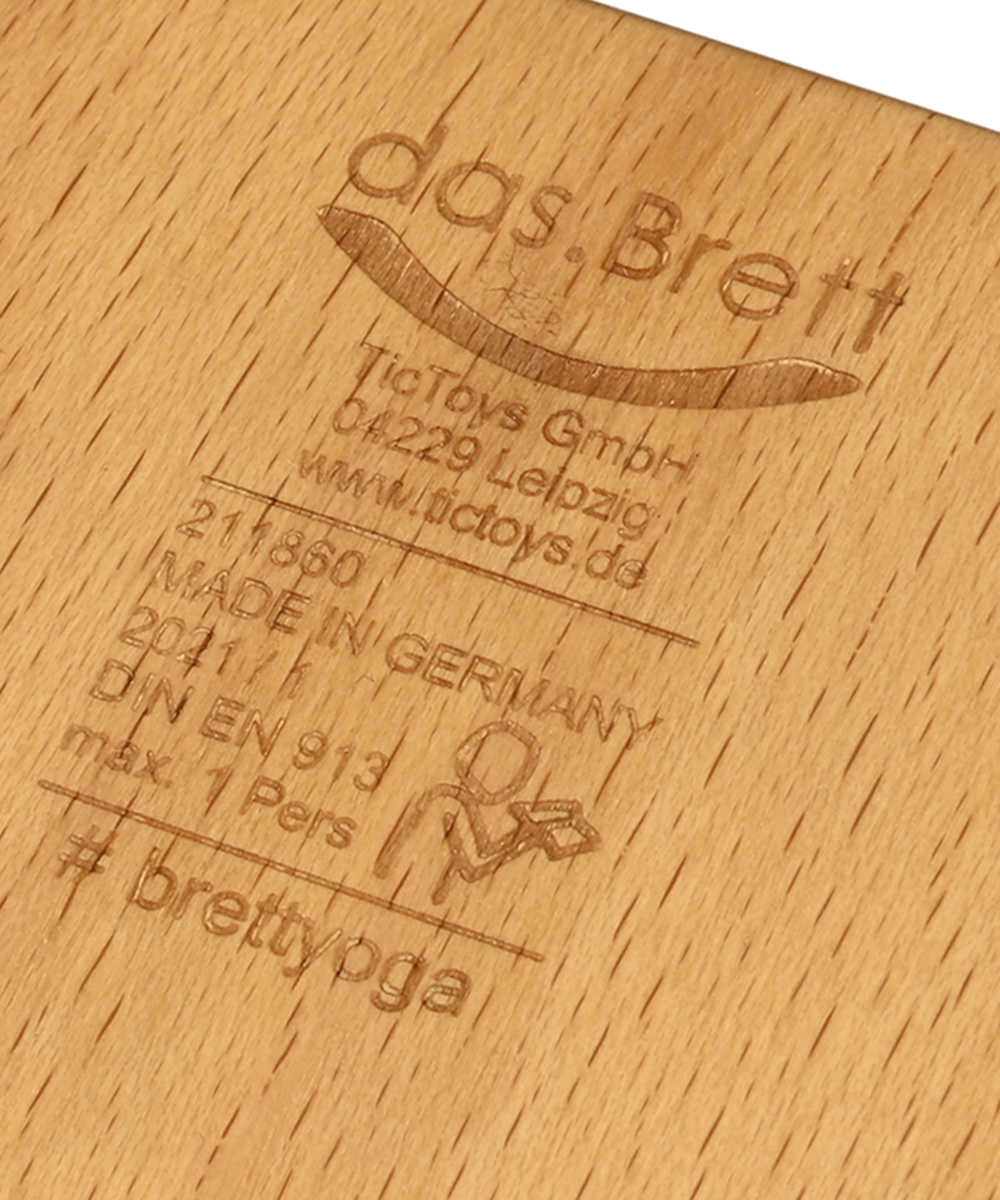 das.Brett
TicToys GmbH
04229 Leipzig
www.tictoys.de
211860
MADE IN GERMANY
2021 / 1
DIN EN 913
max. 1 Pers
# brettyoga